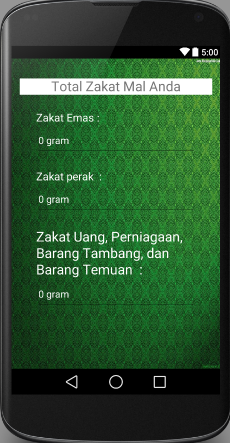 5:00
Total Zakat Mal Anda
Zakat Emas :
0 gram
Zakat perak :
0 gram
Zakat Uang, Perniagaan,
Barang Tambang, dan
Barang Temuan :
0 gram